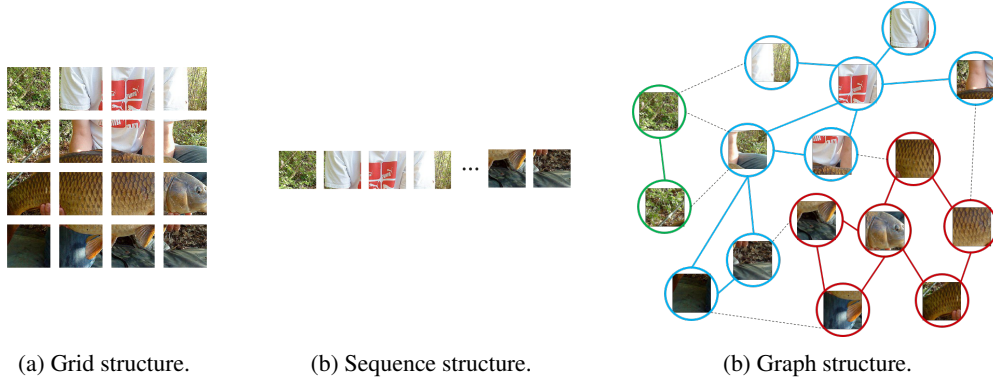 ...
(a) Grid structure.
(b) Sequence structure.
(b) Graph structure.